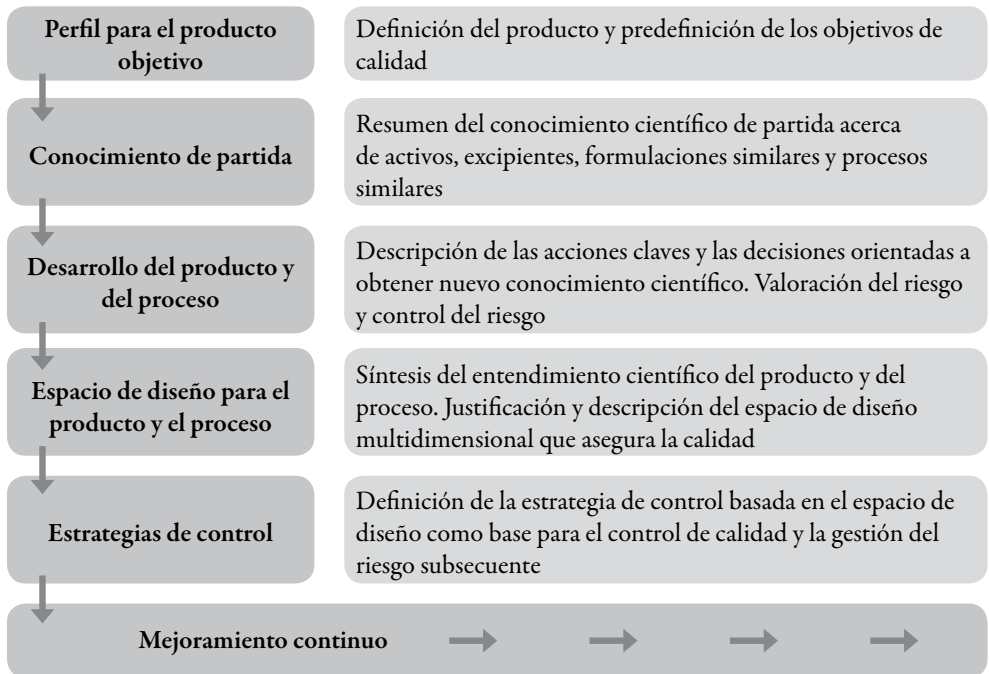 Perfil para el producto
objetivo
Definición del producto y predefinición de los objetivos de
calidad
Conocimiento de partida
Resumen del conocimiento científico de partida acerca
de activos, excipientes, formulaciones similares y procesos
similares
Desarrollo del producto y
del proceso
Descripción de las acciones claves y las decisiones orientadas a
obtener nuevo conocimiento científico. Valoración del riesgo
y control del riesgo
Espacio de diseño para el
producto y el proceso
Síntesis del entendimiento científico del producto y del
proceso. Justificación y descripción del espacio de diseño
multidimensional que asegura la calidad
Estrategias de control
Definición de la estrategia de control basada en el espacio de
diseño como base para el control de calidad y la gestión del
riesgo subsecuente
Mejoramiento continuo